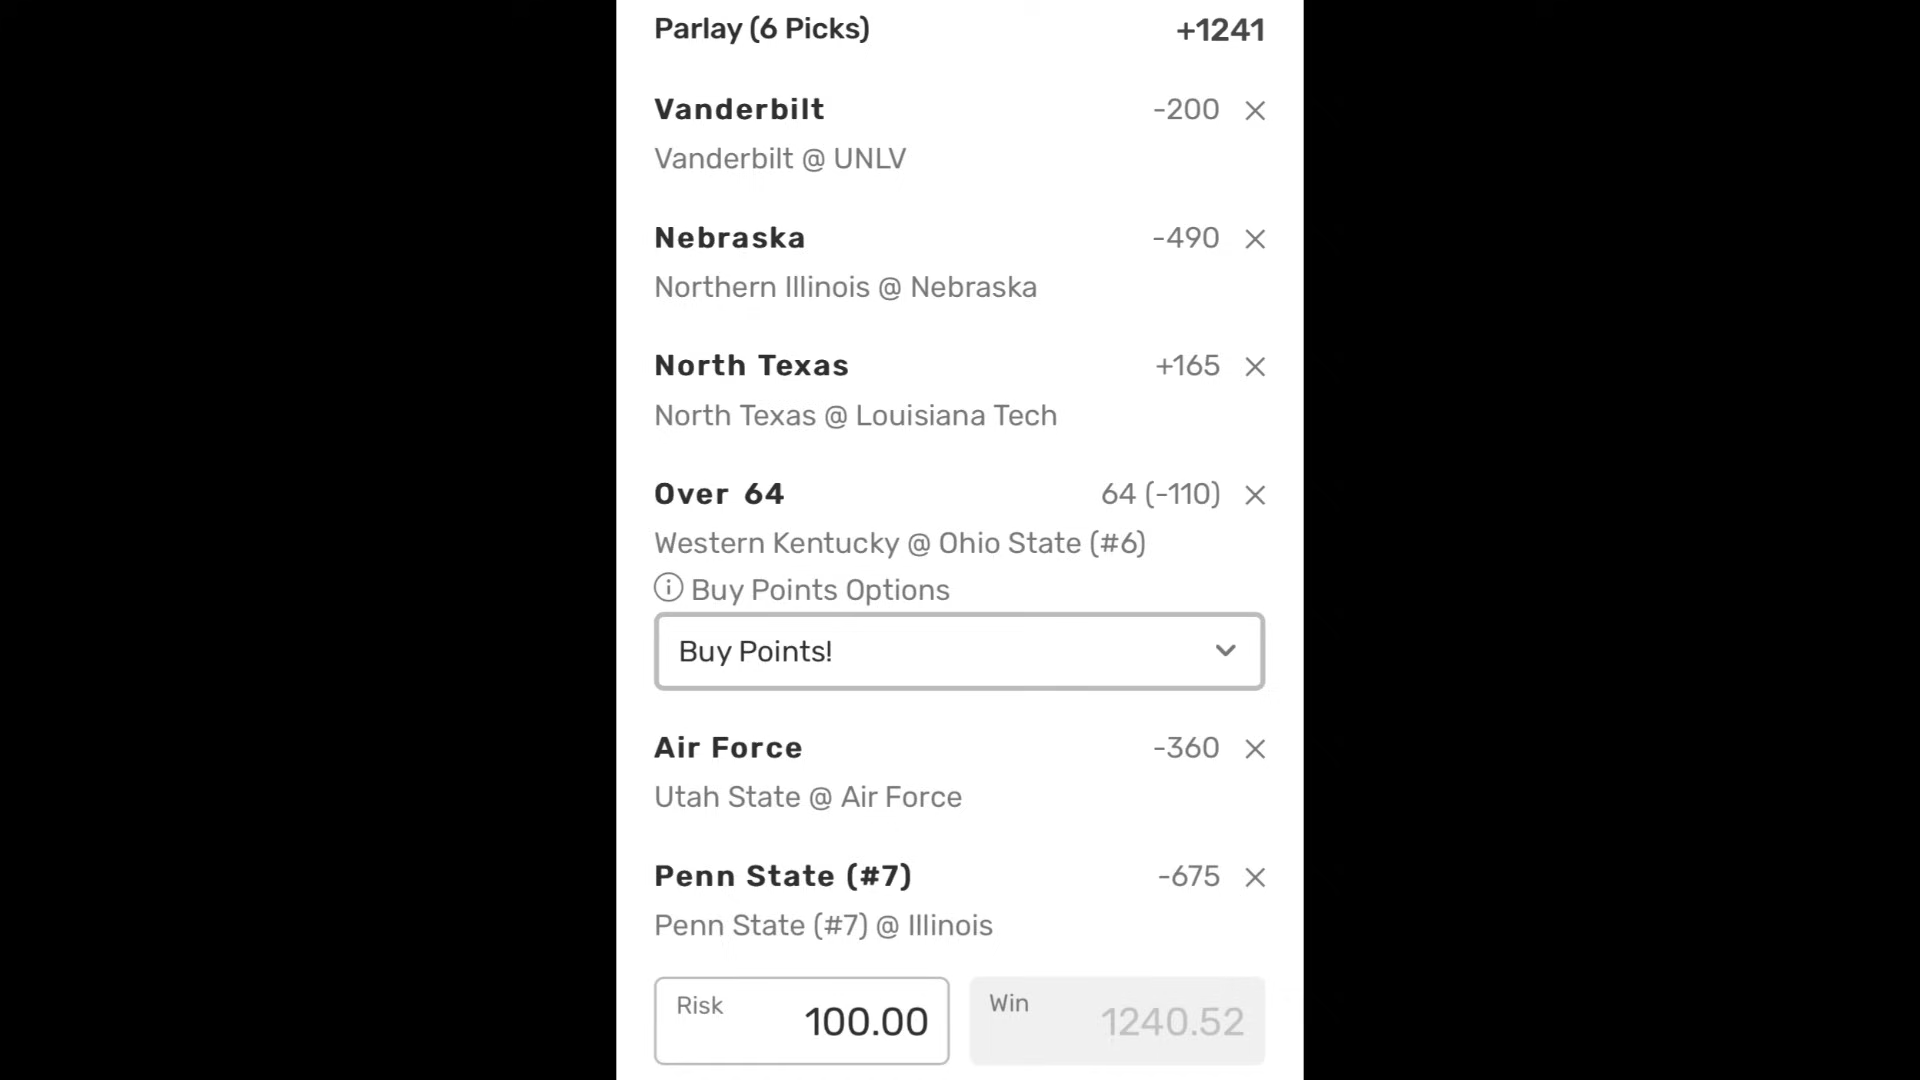 Parlay (6 Picks) +1241
Vanderbilt -200
Vanderbilt @ UNLV
Nebraska -490
Northern Illinois @ Nebraska
North Texas +165
North Texas @ Louisiana Tech
Over 64 64 (-110)
Western Kentucky @ Ohio State (#6)
Buy Points Options
Buy Points!
Air Force -360
Utah State @ Air Force
Penn State (#7) -675
Penn State (#7) @ Illinois
Risk 100.00 Win 1240.52